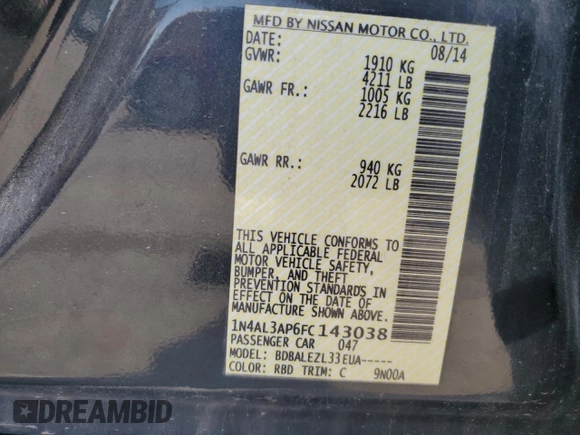 MFD BY NISSAN MOTOR CO., LTD.
DATE: 08/14
GVWR: 1910 KG
4211 LB
GAWR FR.: 1005 KG
2216 LB
GAWR RR.: 940 KG
2072 LB
THIS VEHICLE CONFORMS TO
ALL APPLICABLE FEDERAL
MOTOR VEHICLE SAFETY,
BUMPER, AND THEFT
PREVENTION STANDARDS IN
EFFECT ON THE DATE OF
MANUFACTURE SHOWN ABOVE.
1N4AL3AP6FC143038
PASSENGER CAR 047
MODEL: BDBALEZL33EUA-----
COLOR: RBD TRIM: C 9N00A
DREAMBID